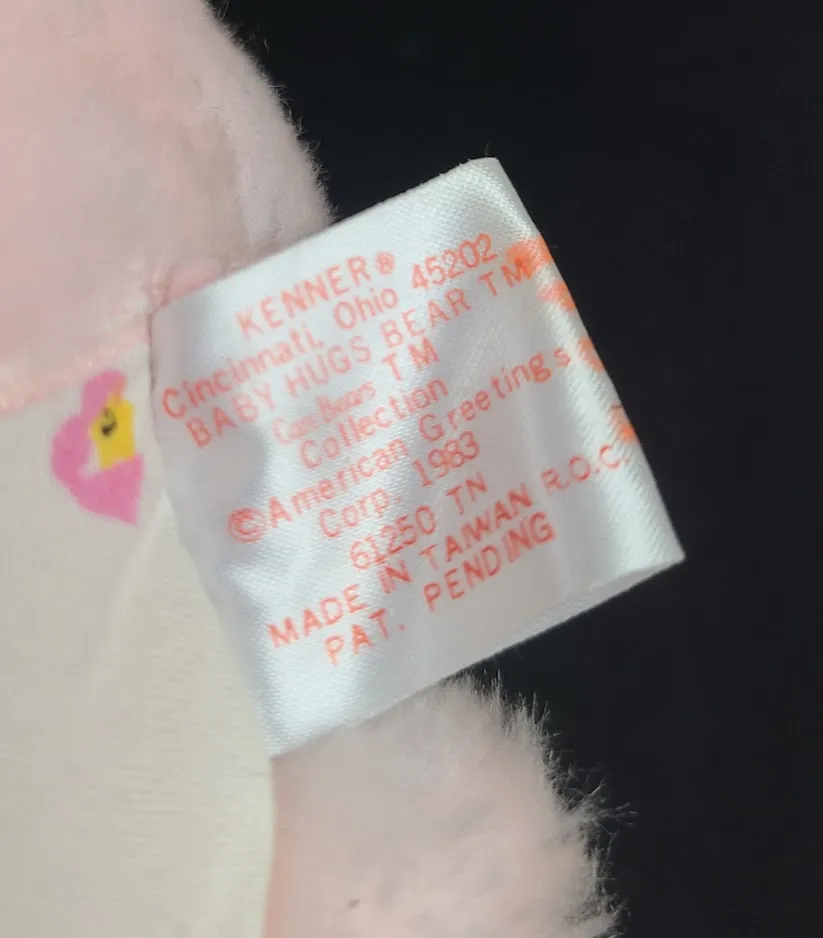 KENNER®
Cincinnati, Ohio 45202
BABY HUGS BEAR TM
Care Bears TM
Collection
©American Greetings
Corp. 1983
61250 TN
MADE IN TAIWAN R.O.C.
PAT. PENDING